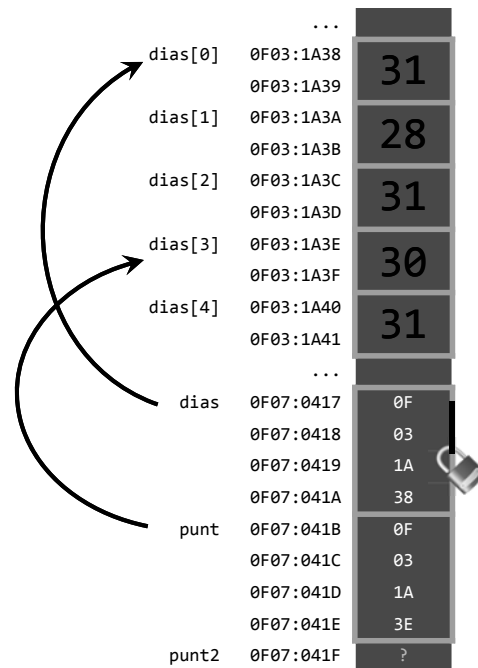 ...
dias[0] 0F03:1A38 31
0F03:1A39
dias[1] 0F03:1A3A 28
0F03:1A3B
dias[2] 0F03:1A3C 31
0F03:1A3D
dias[3] 0F03:1A3E 30
0F03:1A3F
dias[4] 0F03:1A40 31
0F03:1A41
...
dias 0F07:0417 0F
0F07:0418 03
0F07:0419 1A
0F07:041A 38
punt 0F07:041B 0F
0F07:041C 03
0F07:041D 1A
0F07:041E 3E
punt2 0F07:041F ?